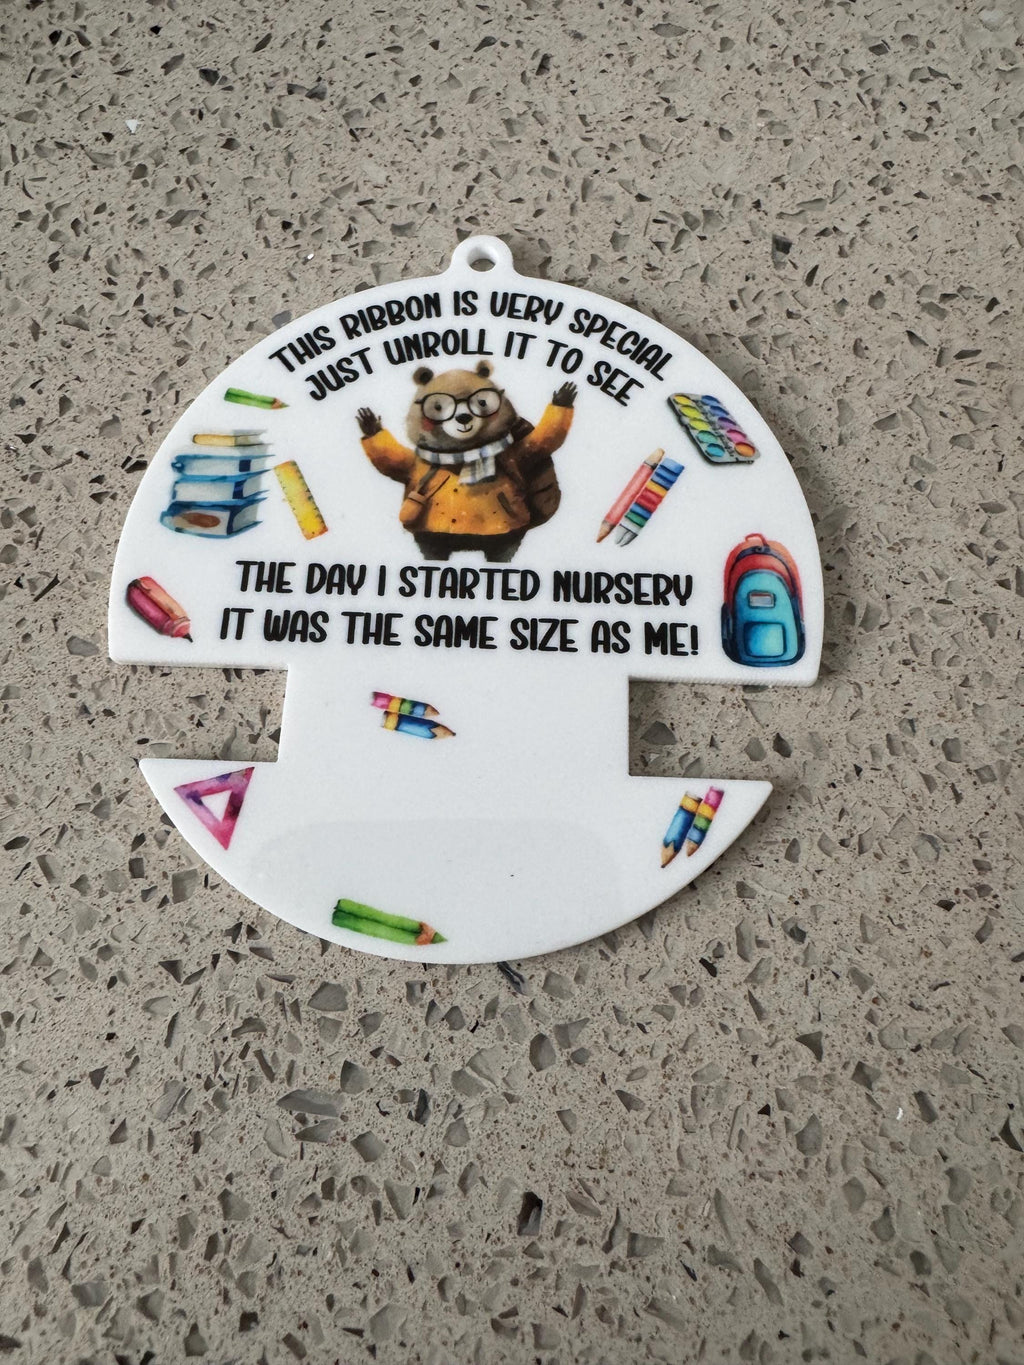 THIS RIBBON IS VERY SPECIAL
JUST UNROLL IT TO SEE
THE DAY I STARTED NURSERY
IT WAS THE SAME SIZE AS ME!